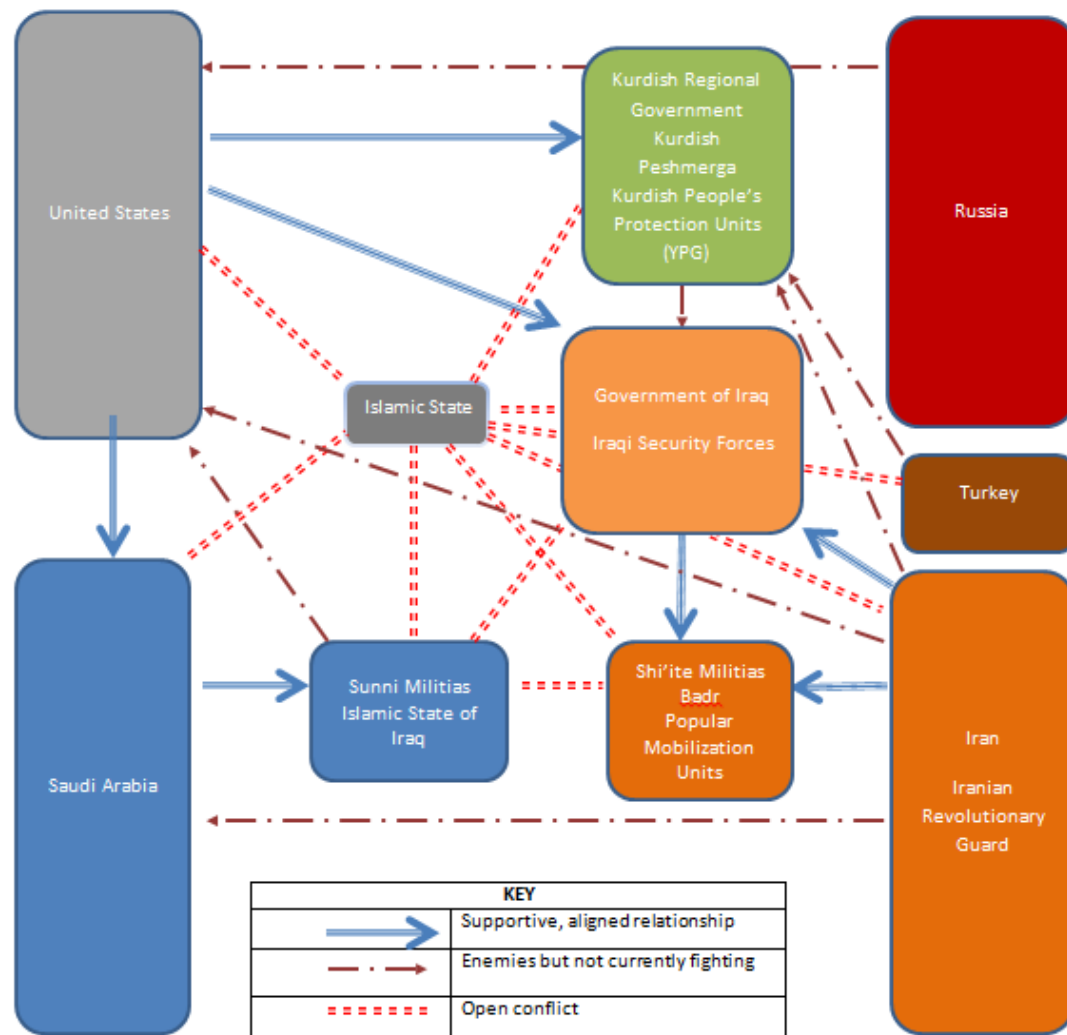 United States
Kurdish Regional
Government
Kurdish
Peshmerga
Kurdish People's
Protection Units
(YPG)
Russia
Islamic State
Government of Iraq
Iraqi Security Forces
Turkey
Saudi Arabia
Sunni Militias
Islamic State of
Iraq
Shi'ite Militias
Badr
Popular
Mobilization
Units
Iran
Iranian
Revolutionary
Guard
KEY
Supportive, aligned relationship
Enemies but not currently fighting
Open conflict